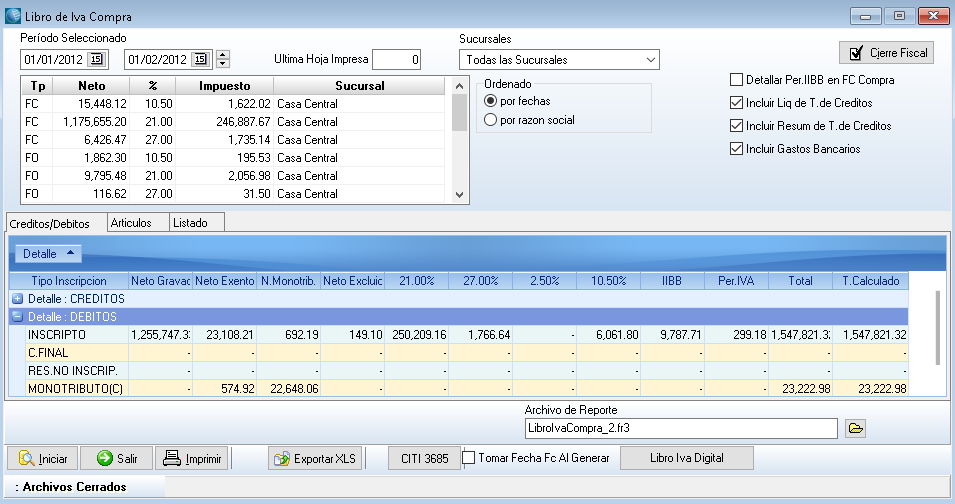 Libro de Iva Compra
Período Seleccionado
01/01/2012 15 01/02/2012 15 Ultima Hoja Impresa 0
Sucursales
Todas las Sucursales
Cierre Fiscal
Tp Neto % Impuesto Sucursal
FC 15,448.12 10.50 1,622.02 Casa Central
FC 1,175,655.20 21.00 246,887.67 Casa Central
FC 6,426.47 27.00 1,735.14 Casa Central
FO 1,862.30 10.50 195.53 Casa Central
FO 9,795.48 21.00 2,056.98 Casa Central
FO 116.62 27.00 31.50 Casa Central
Ordenado
por fechas
por razon social
Detallar Per.IIBB en FC Compra
Incluir Liq de T.de Creditos
Incluir Resum de T.de Creditos
Incluir Gastos Bancarios
Creditos/Debitos Articulos Listado
Detalle
Tipo Inscripcion Neto Gravad Neto Exento N.Monotrib. Neto Excluid 21.00% 27.00% 2.50% 10.50% IIBB Per.IVA Total T.Calculado
Detalle : CREDITOS
Detalle : DEBITOS
INSCRIPTO 1,255,747.3 23,108.21 692.19 149.10 250,209.16 1,766.64 - 6,061.80 9,787.71 299.18 1,547,821.32 1,547,821.32
C.FINAL - - - - - - - - - - - -
RES.NO INSCRIP. - - - - - - - - - - - -
MONOTRIBUTO(C) - 574.92 22,648.06 - - - - - - - 23,222.98 23,222.98
Archivo de Reporte
LibroIvaCompra_2.fr3
Iniciar Salir Imprimir Exportar XLS CITI 3685 Tomar Fecha Fc Al Generar Libro Iva Digital
: Archivos Cerrados